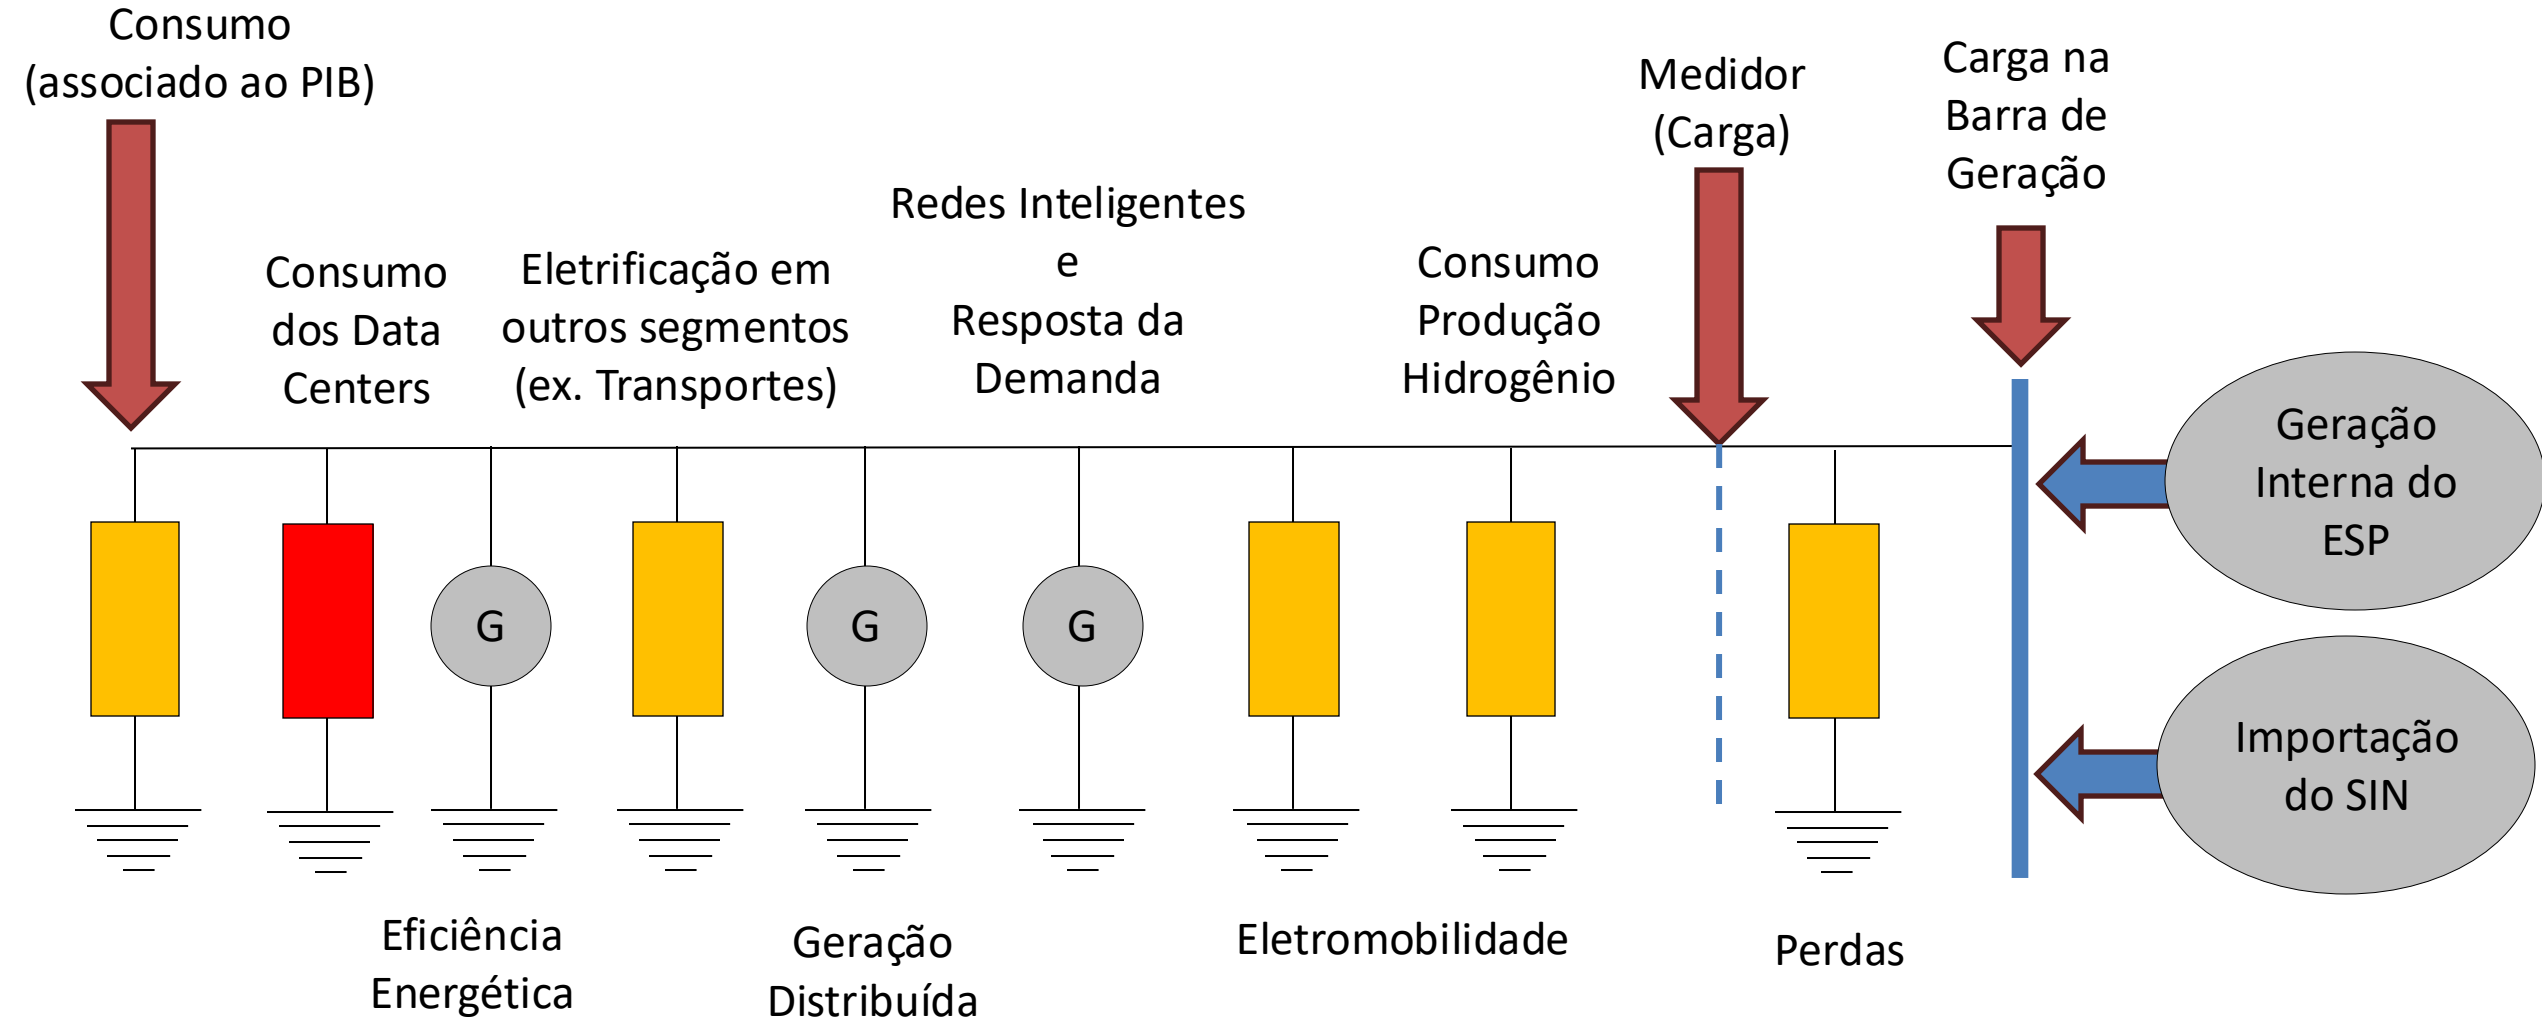 Consumo
(associado ao PIB)
Consumo
dos Data
Centers
Eletrificação em
outros segmentos
(ex. Transportes)
Redes Inteligentes
e
Resposta da
Demanda
Consumo
Produção
Hidrogênio
Medidor
(Carga)
Carga na
Barra de
Geração
Geração
Interna do
ESP
Importação
do SIN
G
G
G
Eficiência
Energética
Geração
Distribuída
Eletromobilidade
Perdas